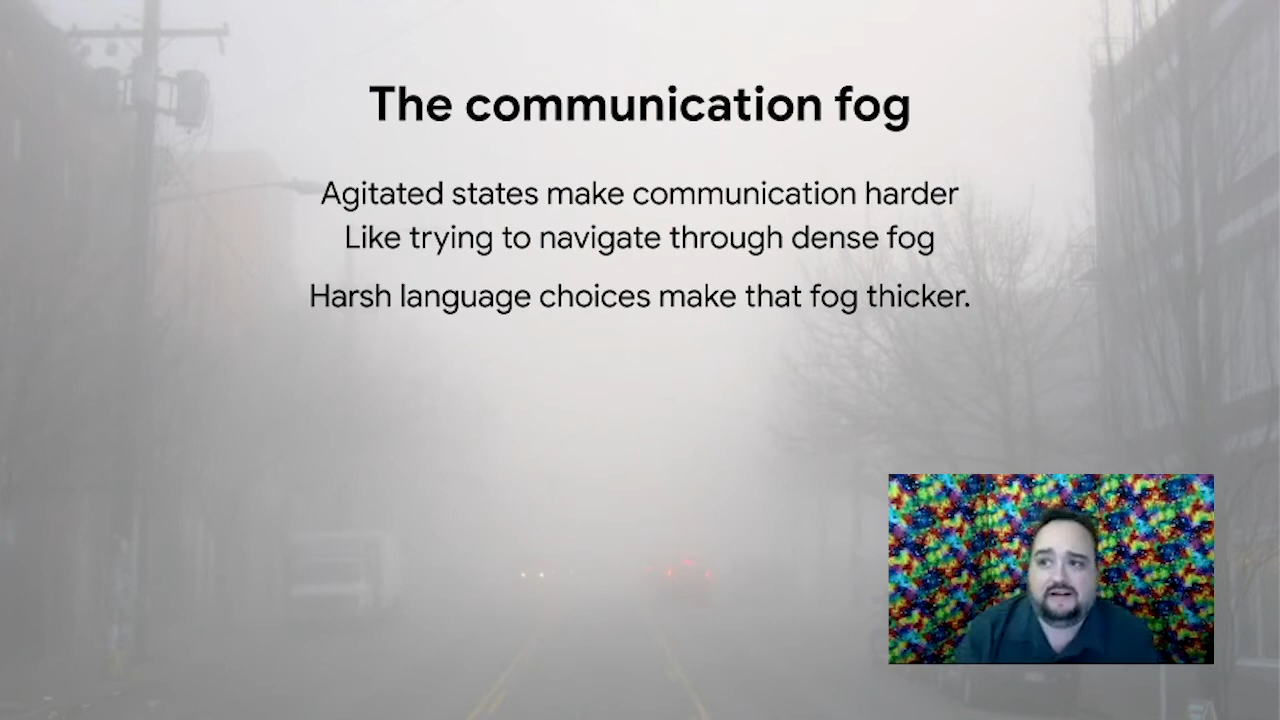 The communication fog
Agitated states make communication harder
Like trying to navigate through dense fog
Harsh language choices make that fog thicker.